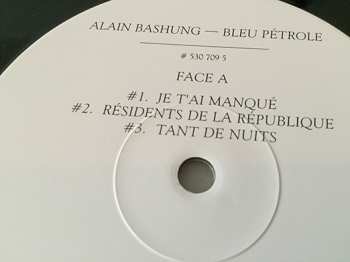 ALAIN BASHUNG — BLEU PÉTROLE
# 530 709 5
FACE A
#1. JE T'AI MANQUÉ
#2. RÉSIDENTS DE LA RÉPUBLIQUE
#3. TANT DE NUITS